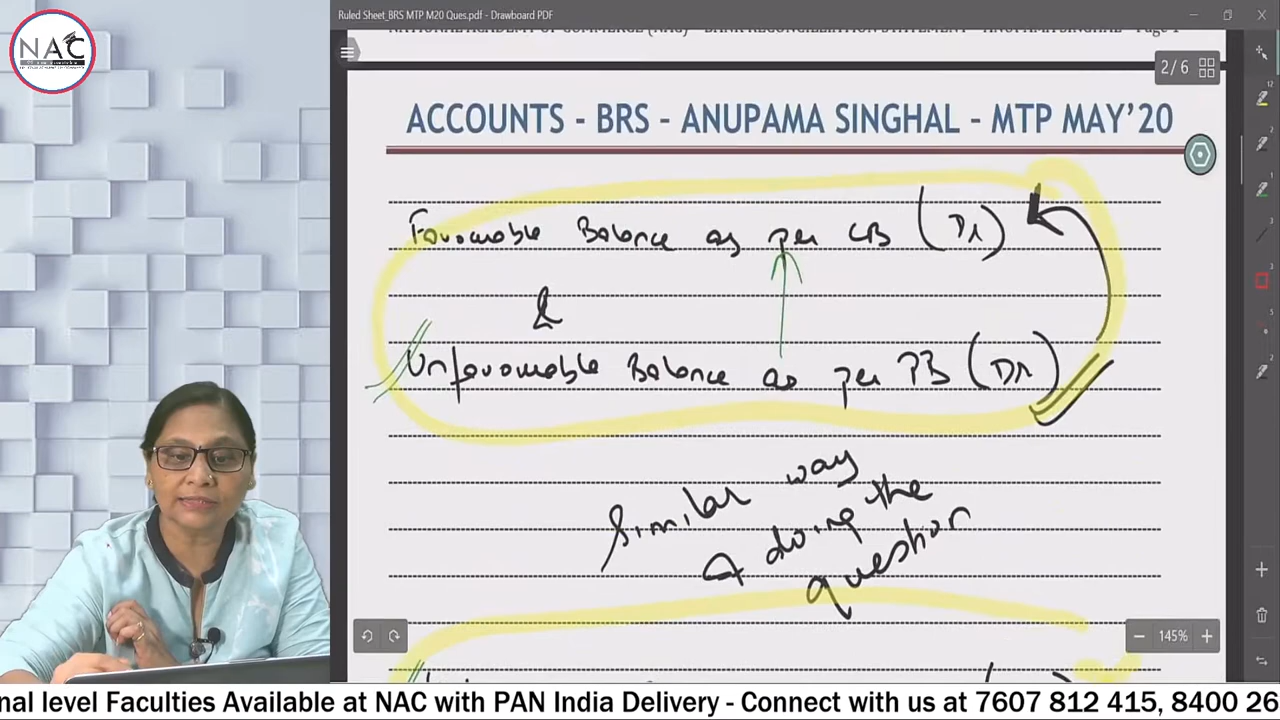 NAC
Ruled Sheet_BRS MTP M20 Ques.pdf - Drawboard PDF
2/6
ACCOUNTS - BRS - ANUPAMA SINGHAL - MTP MAY’20
Favourable Balance as per CB (Dr)
&
Unfavourable Balance as per PB (Dr)
Similar way
of doing the
question
145%
nal level Faculties Available at NAC with PAN India Delivery - Connect with us at 7607 812 415, 8400 26